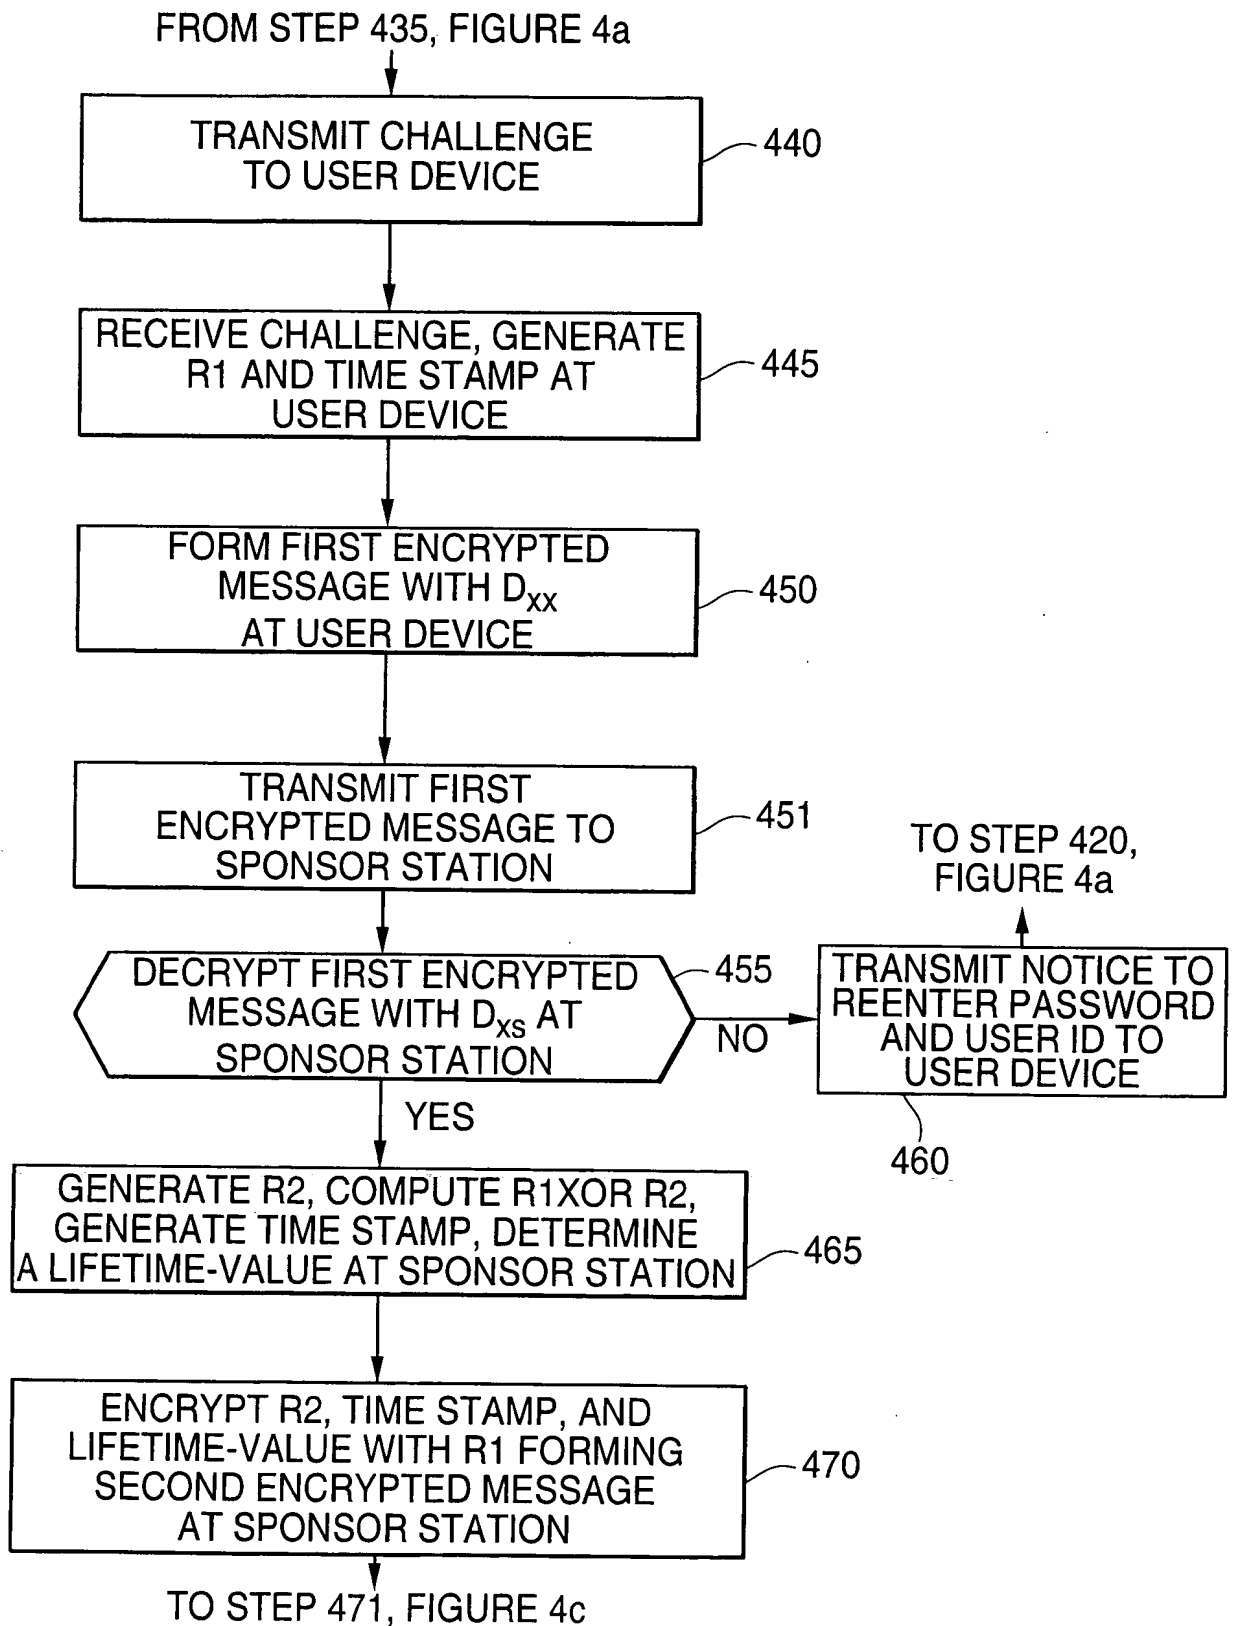 FROM STEP 435, FIGURE 4a
TRANSMIT CHALLENGE
TO USER DEVICE
440
RECEIVE CHALLENGE, GENERATE
R1 AND TIME STAMP AT
USER DEVICE
445
FORM FIRST ENCRYPTED
MESSAGE WITH Dxx
AT USER DEVICE
450
TRANSMIT FIRST
ENCRYPTED MESSAGE TO
SPONSOR STATION
451
DECRYPT FIRST ENCRYPTED
MESSAGE WITH Dxs AT
SPONSOR STATION
455
NO
TO STEP 420,
FIGURE 4a
TRANSMIT NOTICE TO
REENTER PASSWORD
AND USER ID TO
USER DEVICE
460
YES
GENERATE R2, COMPUTE R1XOR R2,
GENERATE TIME STAMP, DETERMINE
A LIFETIME-VALUE AT SPONSOR STATION
465
ENCRYPT R2, TIME STAMP, AND
LIFETIME-VALUE WITH R1 FORMING
SECOND ENCRYPTED MESSAGE
AT SPONSOR STATION
470
TO STEP 471, FIGURE 4c